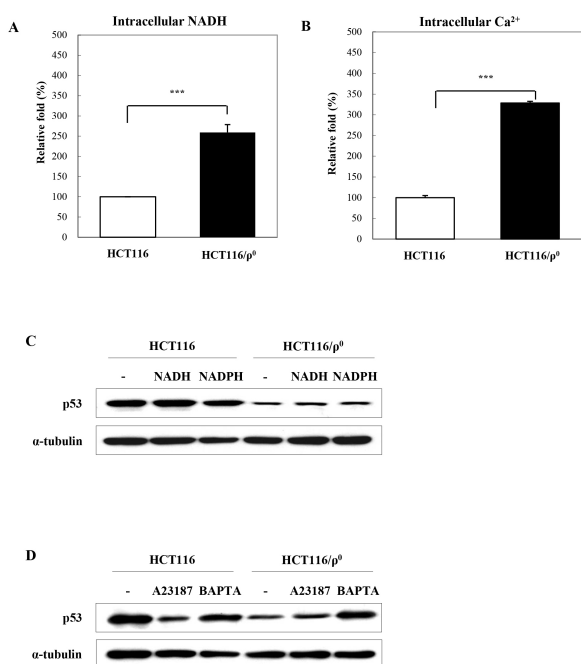 A
Intracellular NADH
Relative fold (%)
500
450
400
350
300
250
200
150
100
50
0
***
HCT116 HCT116/ρ⁰
B
Intracellular Ca²⁺
Relative fold (%)
500
450
400
350
300
250
200
150
100
50
0
***
HCT116 HCT116/ρ⁰
C
HCT116 HCT116/ρ⁰
- NADH NADPH - NADH NADPH
p53
α-tubulin
D
HCT116 HCT116/ρ⁰
- A23187 BAPTA - A23187 BAPTA
p53
α-tubulin